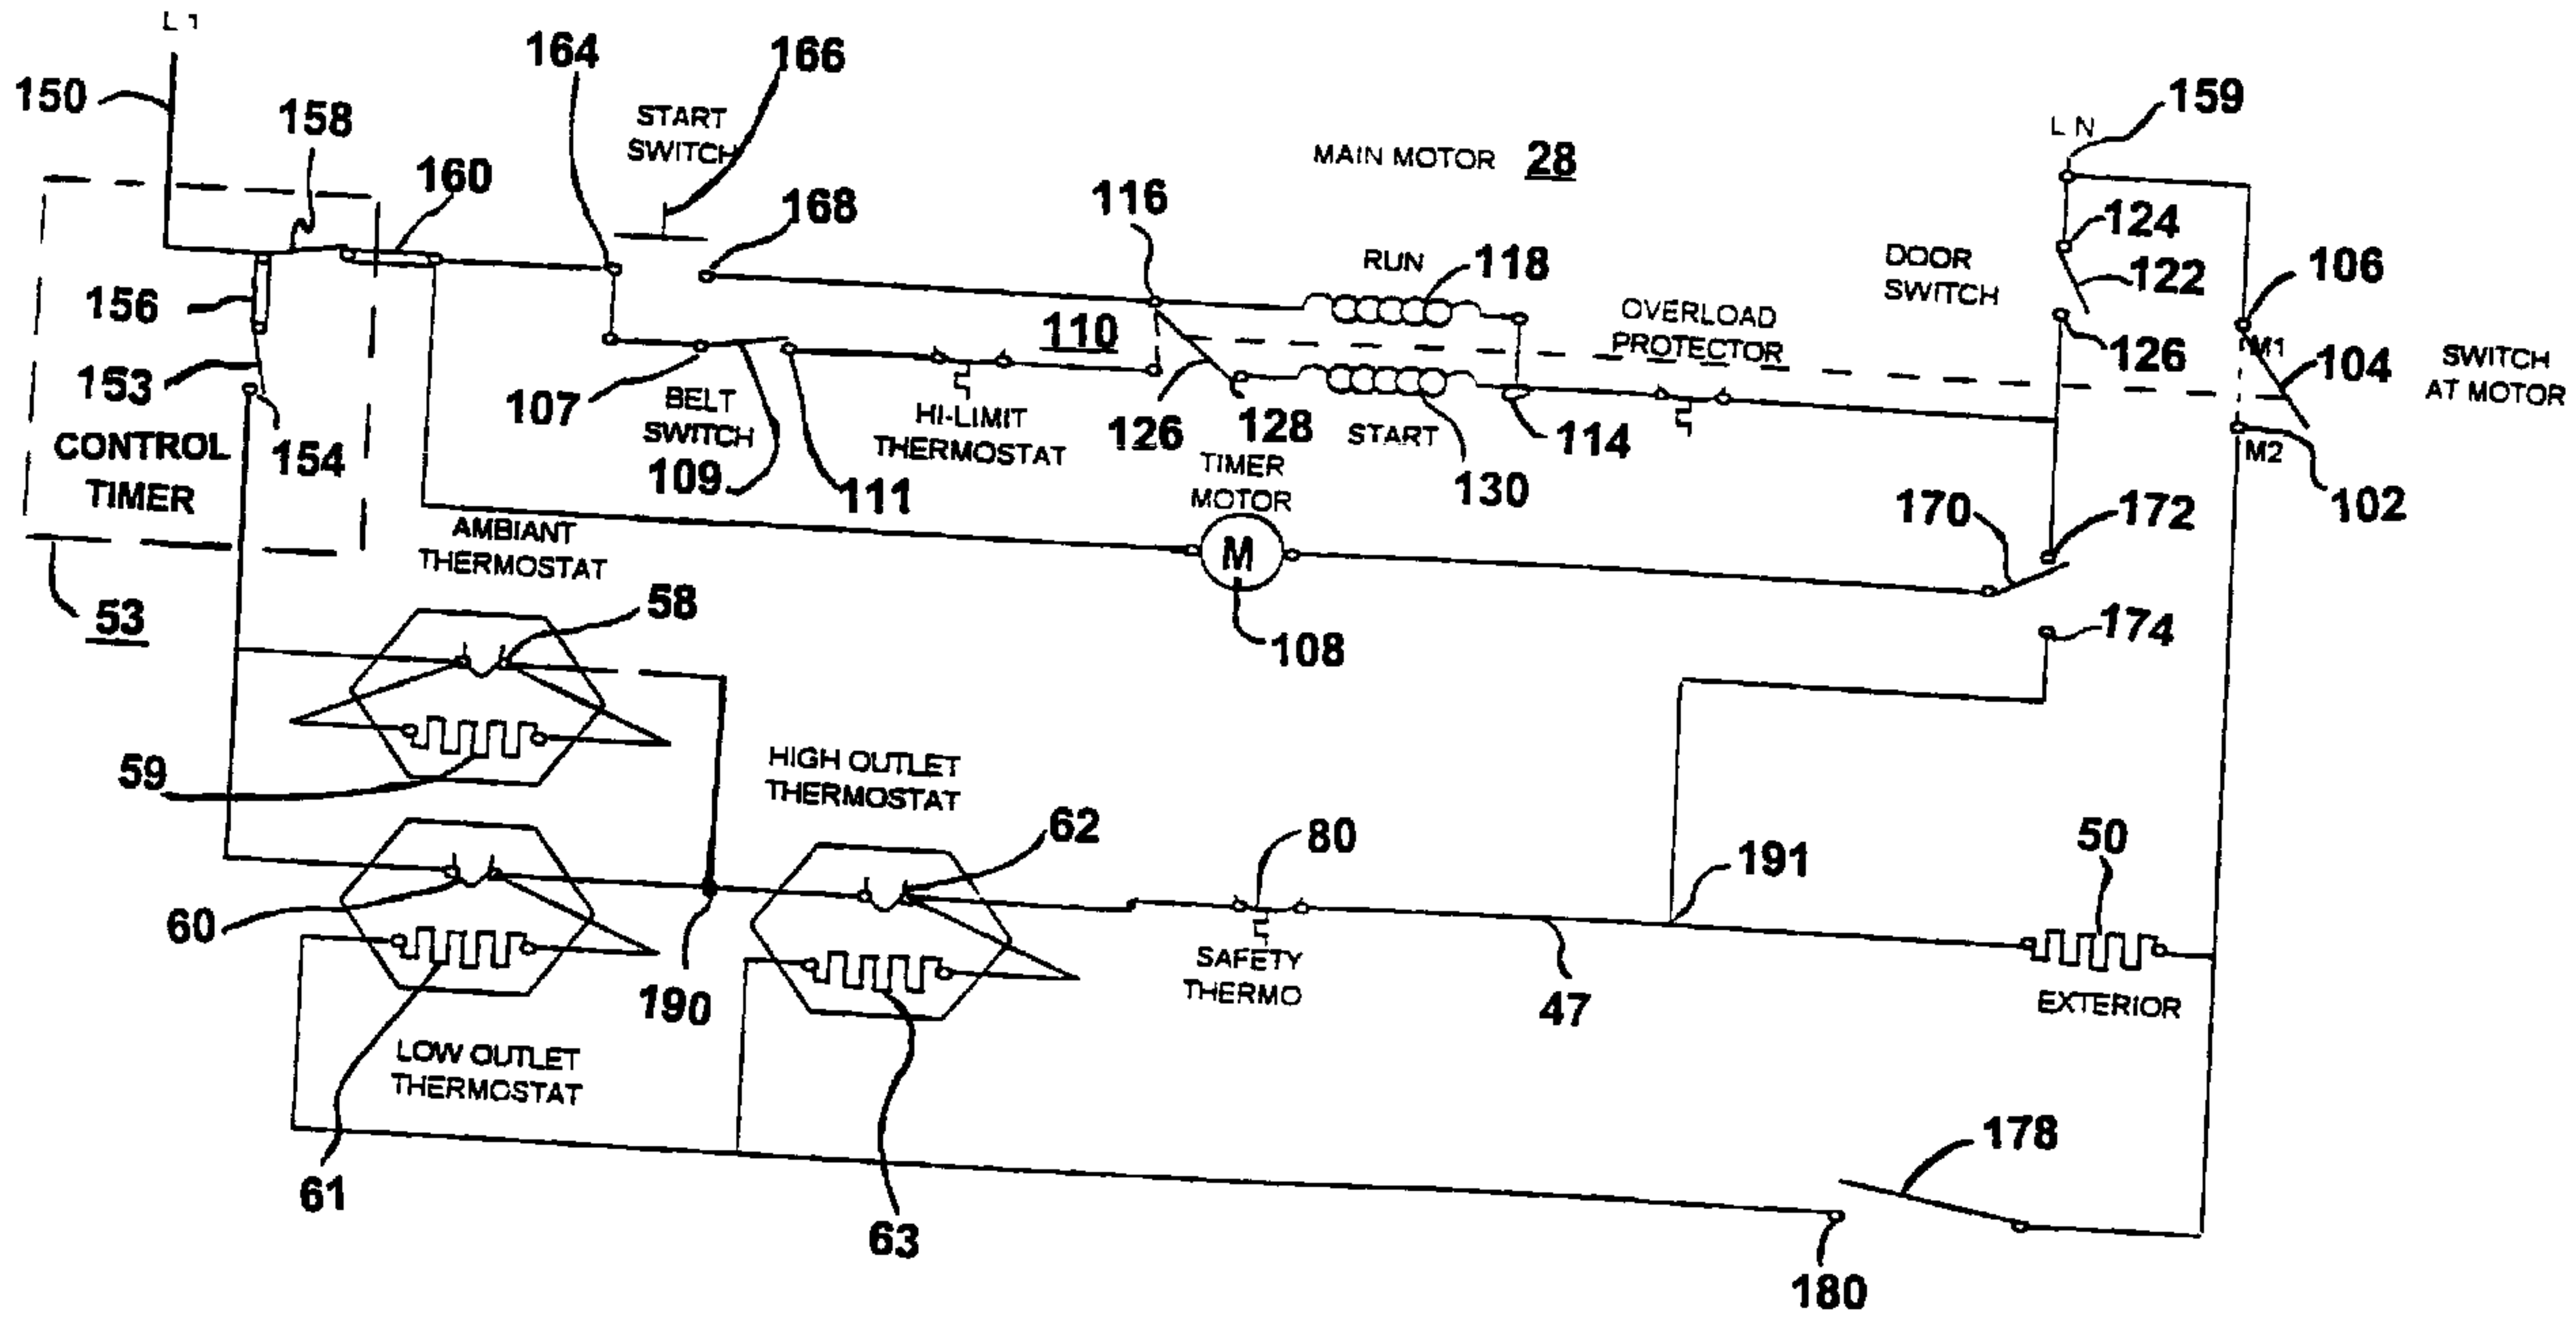 L 1
150
158
160
164
166
START
SWITCH
168
MAIN MOTOR 28
116
RUN
118
L N
159
124
DOOR
SWITCH
122
106
126
M1
104
SWITCH
AT MOTOR
M2
102
156
153
154
CONTROL
TIMER
53
107
BELT
SWITCH
109
111
110
HI-LIMIT
THERMOSTAT
126
128
START
130
OVERLOAD
PROTECTOR
114
TIMER
MOTOR
M
108
170
172
174
AMBIANT
THERMOSTAT
58
59
HIGH OUTLET
THERMOSTAT
62
80
191
50
60
190
SAFETY
THERMO
47
EXTERIOR
LOW OUTLET
THERMOSTAT
61
63
178
180